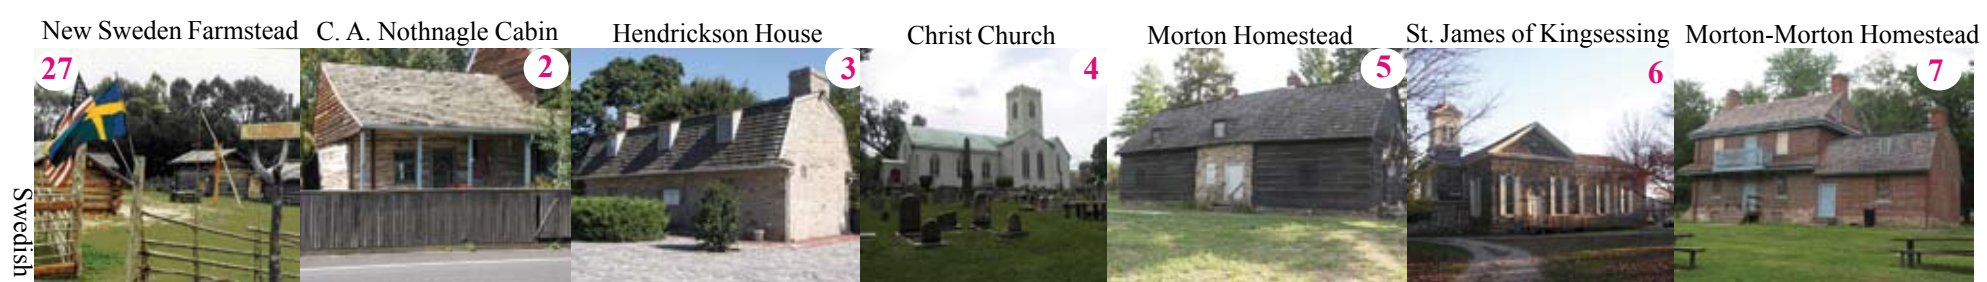 New Sweden Farmstead
C. A. Nothnagle Cabin
Hendrickson House
Christ Church
Morton Homestead
St. James of Kingsessing
Morton-Morton Homestead
27
2
3
4
5
6
7
Swedish